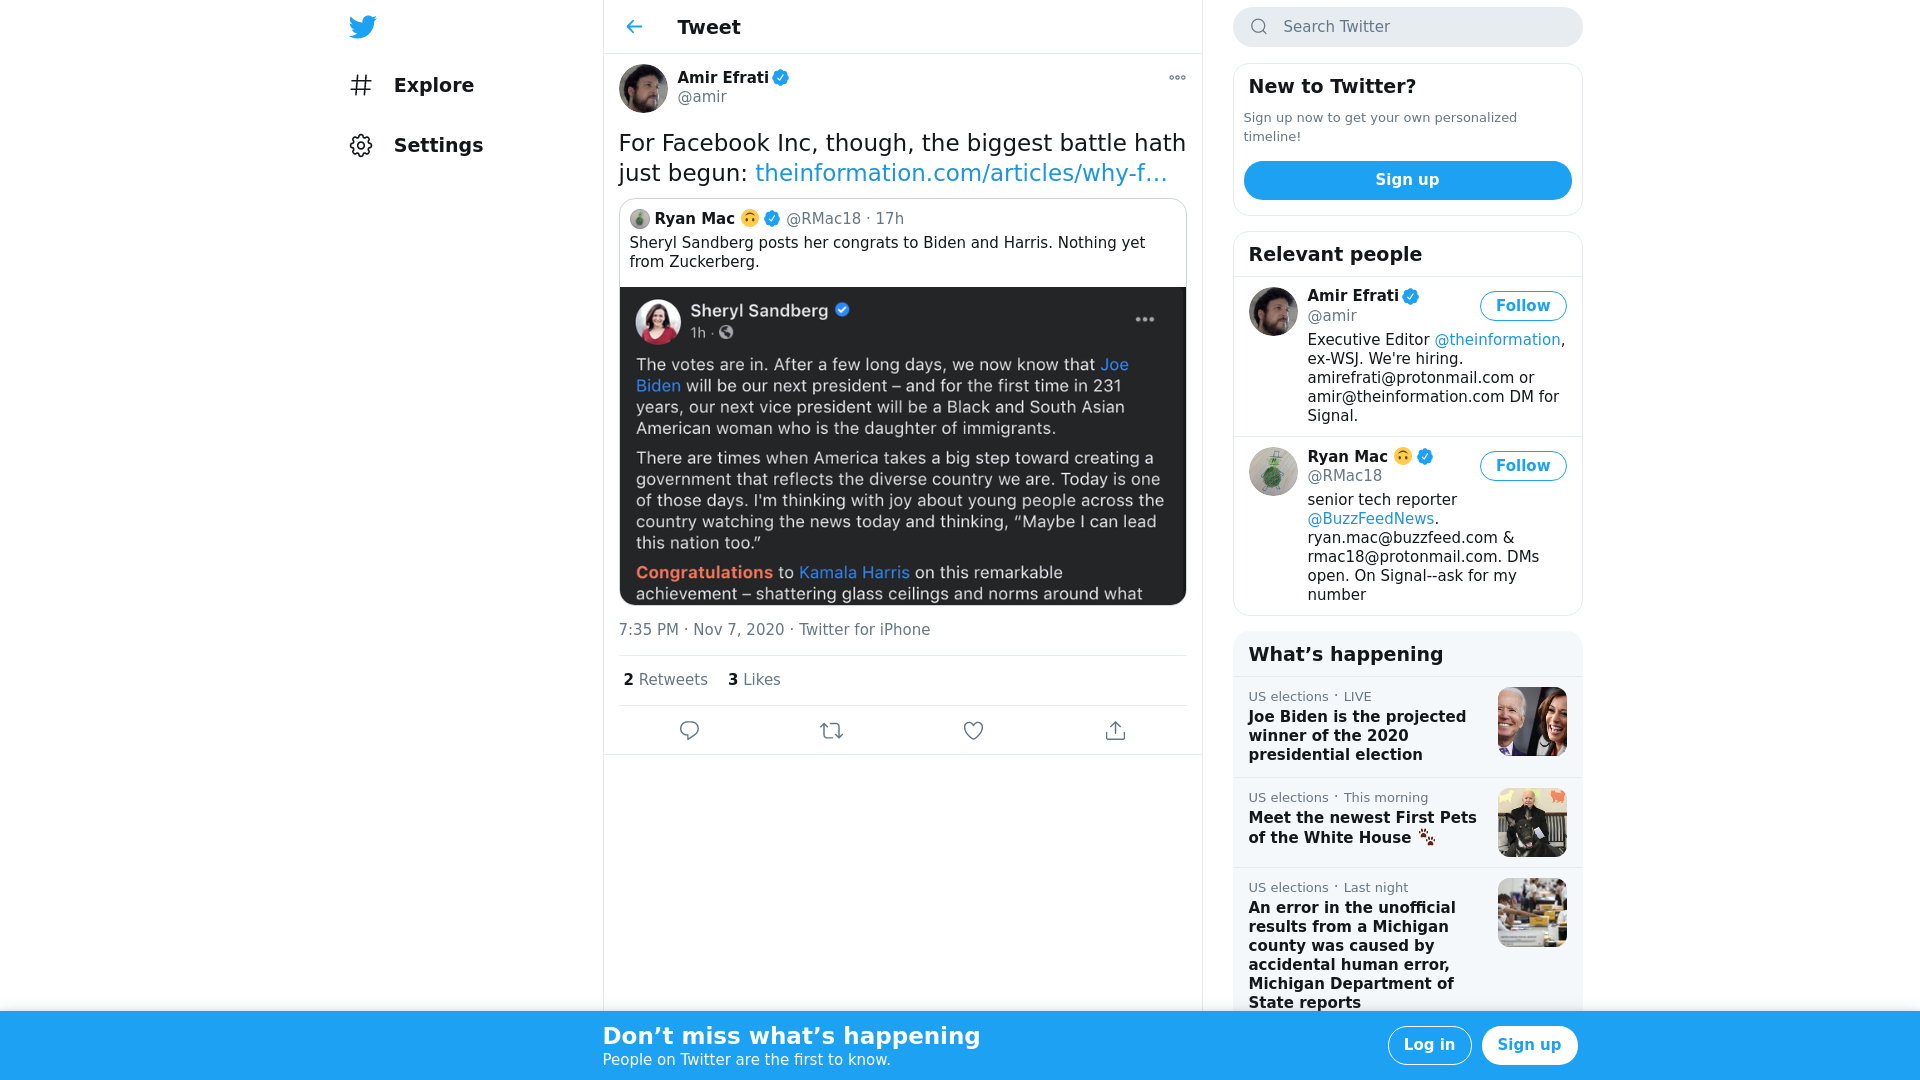 Explore
Settings
Tweet
Amir Efrati
@amir
For Facebook Inc, though, the biggest battle hath
just begun: theinformation.com/articles/why-f…
Ryan Mac 🙃 @RMac18 · 17h
Sheryl Sandberg posts her congrats to Biden and Harris. Nothing yet
from Zuckerberg.
Sheryl Sandberg
1h ·
The votes are in. After a few long days, we now know that Joe
Biden will be our next president – and for the first time in 231
years, our next vice president will be a Black and South Asian
American woman who is the daughter of immigrants.
There are times when America takes a big step toward creating a
government that reflects the diverse country we are. Today is one
of those days. I'm thinking with joy about young people across the
country watching the news today and thinking, “Maybe I can lead
this nation too.”
Congratulations to Kamala Harris on this remarkable
achievement – shattering glass ceilings and norms around what
7:35 PM · Nov 7, 2020 · Twitter for iPhone
2 Retweets 3 Likes
Search Twitter
New to Twitter?
Sign up now to get your own personalized
timeline!
Sign up
Relevant people
Amir Efrati
@amir
Follow
Executive Editor @theinformation,
ex-WSJ. We're hiring.
amirefrati@protonmail.com or
amir@theinformation.com DM for
Signal.
Ryan Mac 🙃
@RMac18
Follow
senior tech reporter
@BuzzFeedNews.
ryan.mac@buzzfeed.com &
rmac18@protonmail.com. DMs
open. On Signal--ask for my
number
What’s happening
US elections · LIVE
Joe Biden is the projected
winner of the 2020
presidential election
US elections · This morning
Meet the newest First Pets
of the White House 🐾
US elections · Last night
An error in the unofficial
results from a Michigan
county was caused by
accidental human error,
Michigan Department of
State reports
Don’t miss what’s happening
People on Twitter are the first to know.
Log in
Sign up